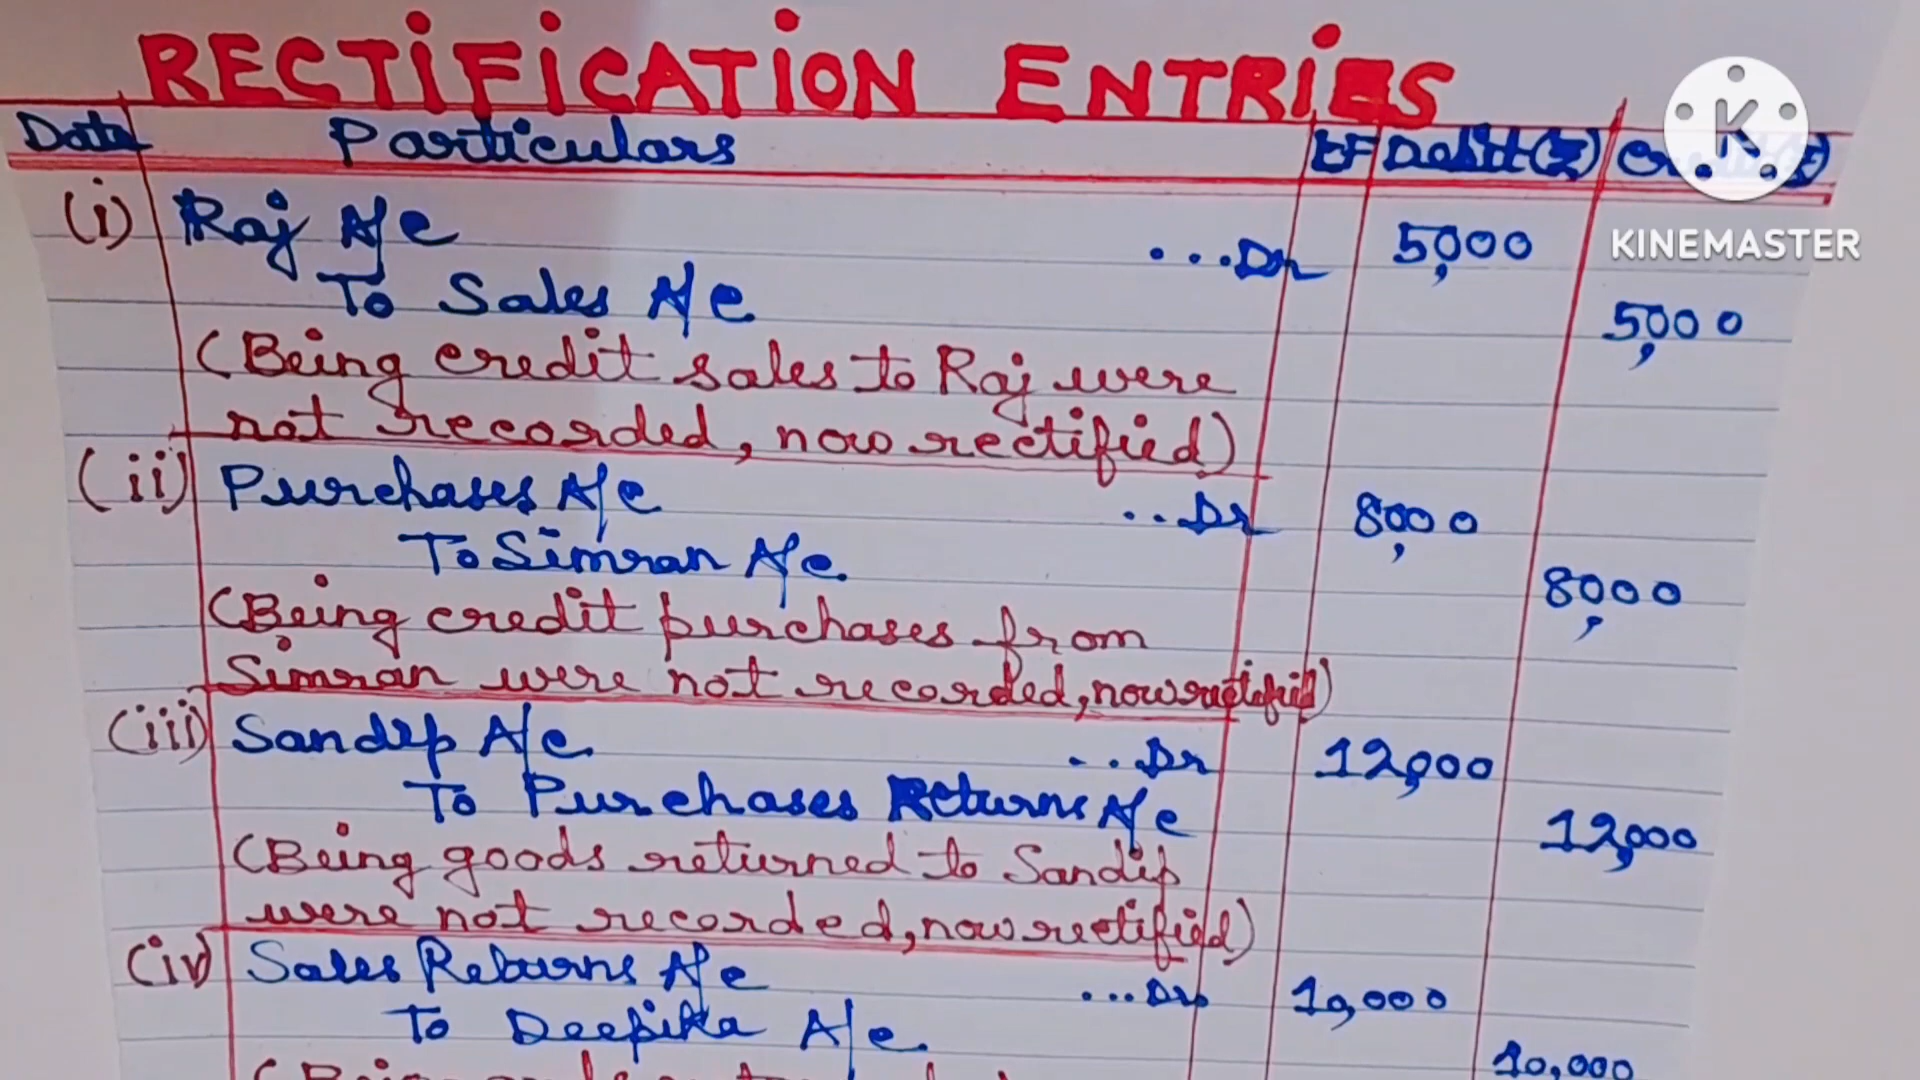 RECTIFICATION ENTRIES
Date Particulars LF Debit(₹)
(i) Raj A/c ...Dr 5,000
To Sales A/c 5,000
(Being credit sales to Raj were
not recorded, now rectified)
(ii) Purchases A/c ..Dr 8,000
To Simran A/c 8,000
(Being credit purchases from
Simran were not recorded, now rectified)
(iii) Sandip A/c ..Dr 12,000
To Purchases Returns A/c 12,000
(Being goods returned to Sandip
were not recorded, now rectified)
(iv) Sales Returns A/c ...Dr 10,000
To Deepika A/c 10,000
K
KINEMASTER